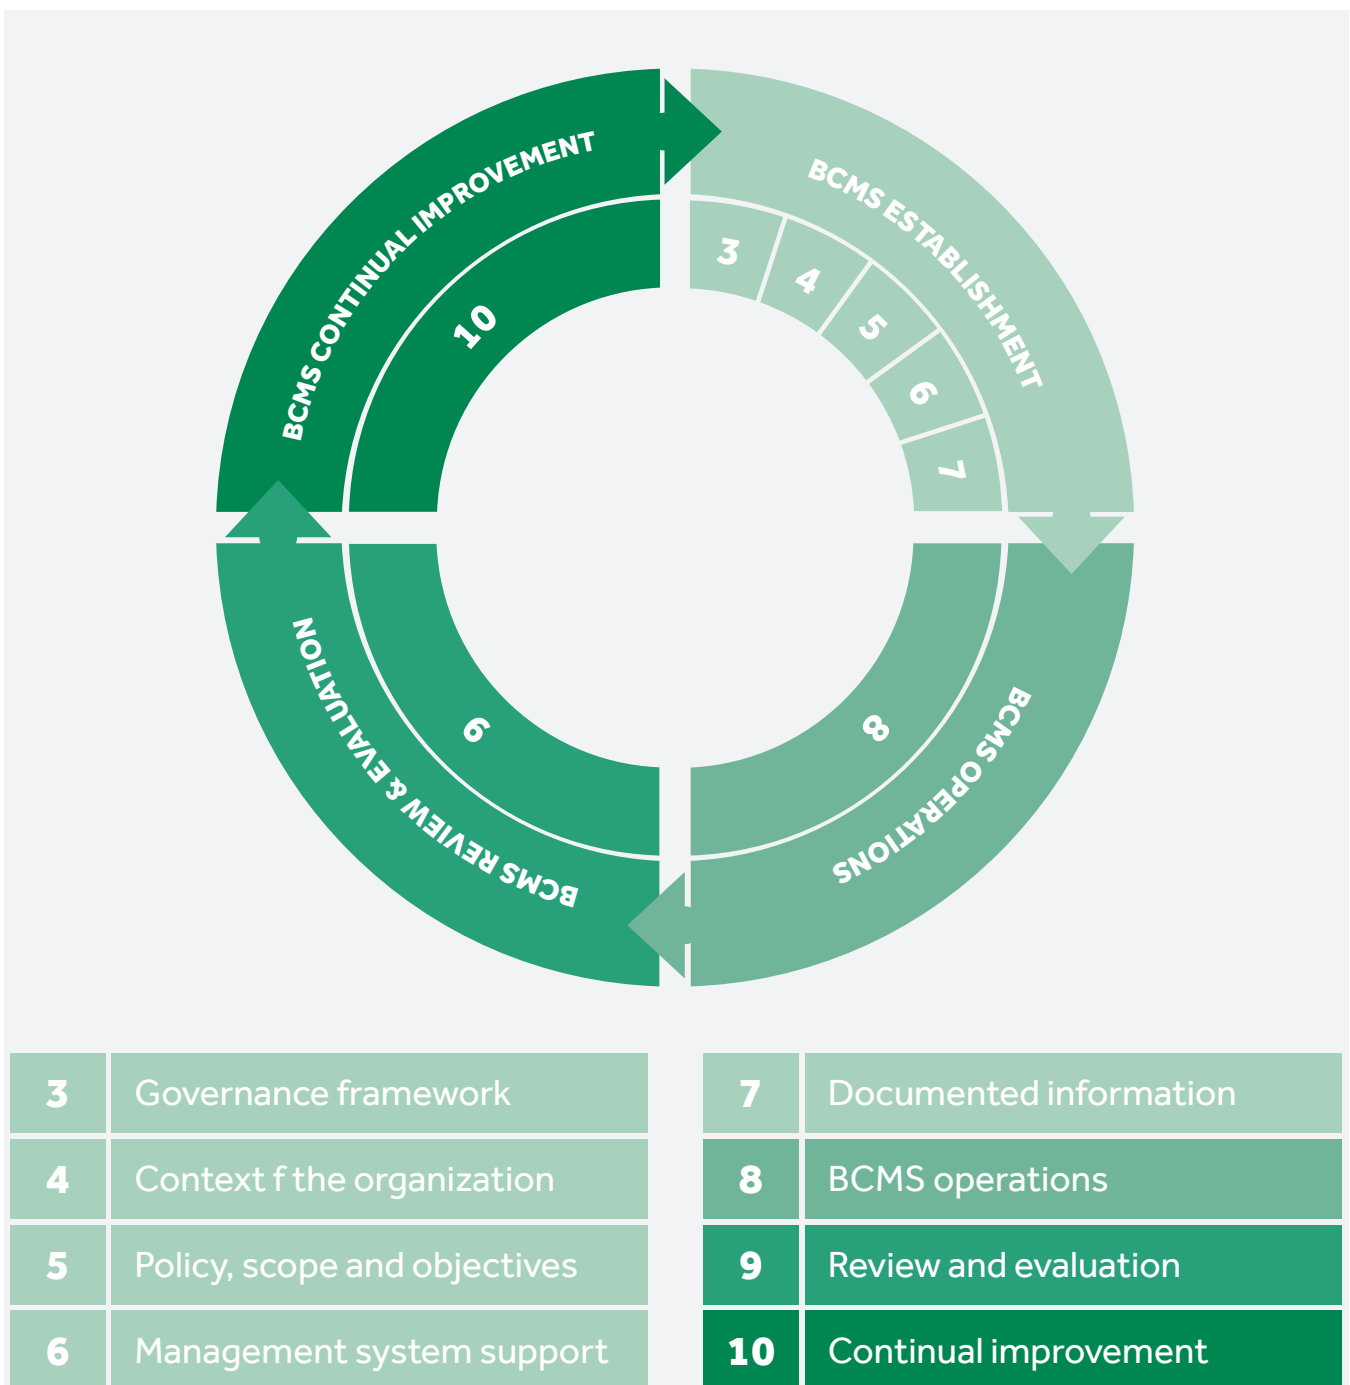 BCMS CONTINUAL IMPROVEMENT
10
BCMS ESTABLISHMENT
3
4
5
6
7
BCMS OPERATIONS
8
BCMS REVIEW & EVALUATION
9
3 Governance framework
4 Context f the organization
5 Policy, scope and objectives
6 Management system support
7 Documented information
8 BCMS operations
9 Review and evaluation
10 Continual improvement